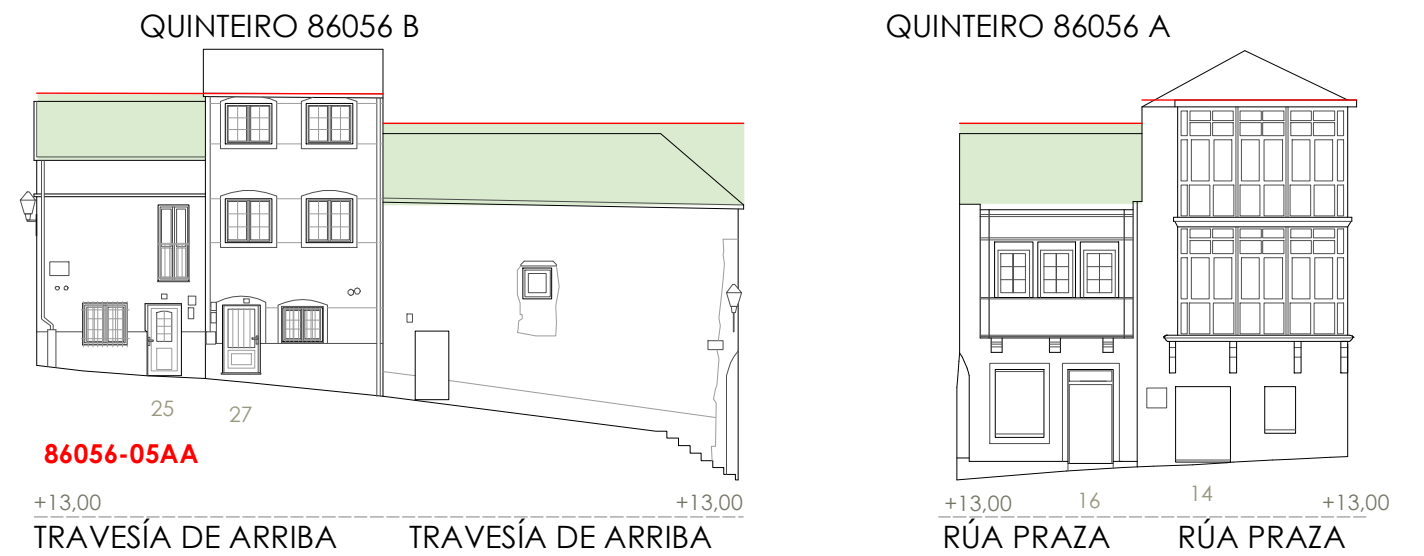 QUINTEIRO 86056 B
QUINTEIRO 86056 A
25
27
86056-05AA
+13,00
+13,00
TRAVESÍA DE ARRIBA
TRAVESÍA DE ARRIBA
16
14
+13,00
+13,00
RÚA PRAZA
RÚA PRAZA